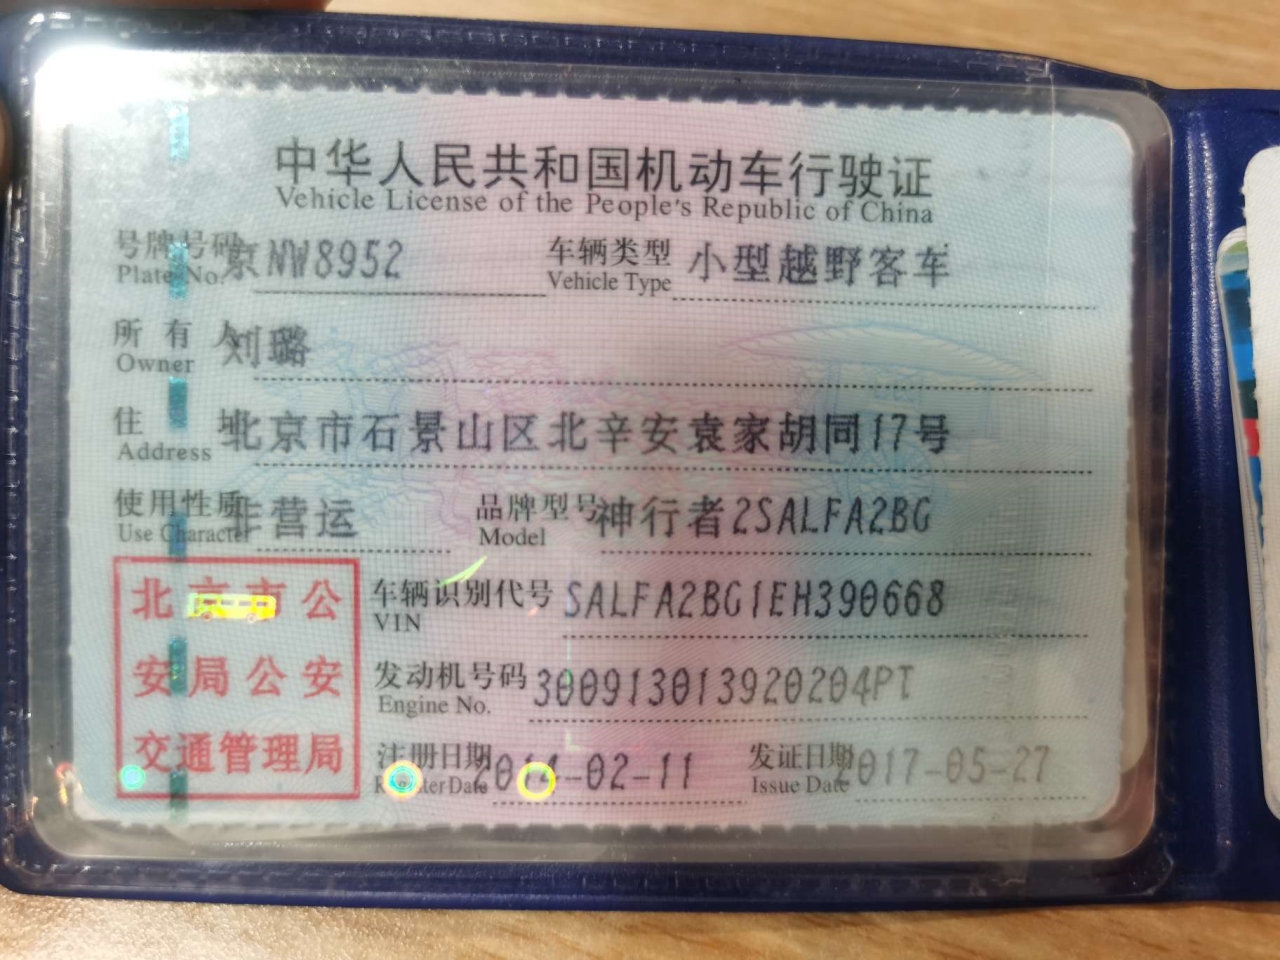 中华人民共和国机动车行驶证
Vehicle License of the People's Republic of China
号牌号码 京NW8952 车辆类型 小型越野客车
Plate No. Vehicle Type
所有人 刘璐
Owner
住址 北京市石景山区北辛安袁家胡同17号
Address
使用性质 非营运 品牌型号 神行者2SALFA2BG
Use Character Model
北京市公安局公安交通管理局
车辆识别代号 SALFA2BG1EH390668
VIN
发动机号码 300913013920204PT
Engine No.
注册日期 2014-02-11 发证日期 2017-05-27
Register Date Issue Date